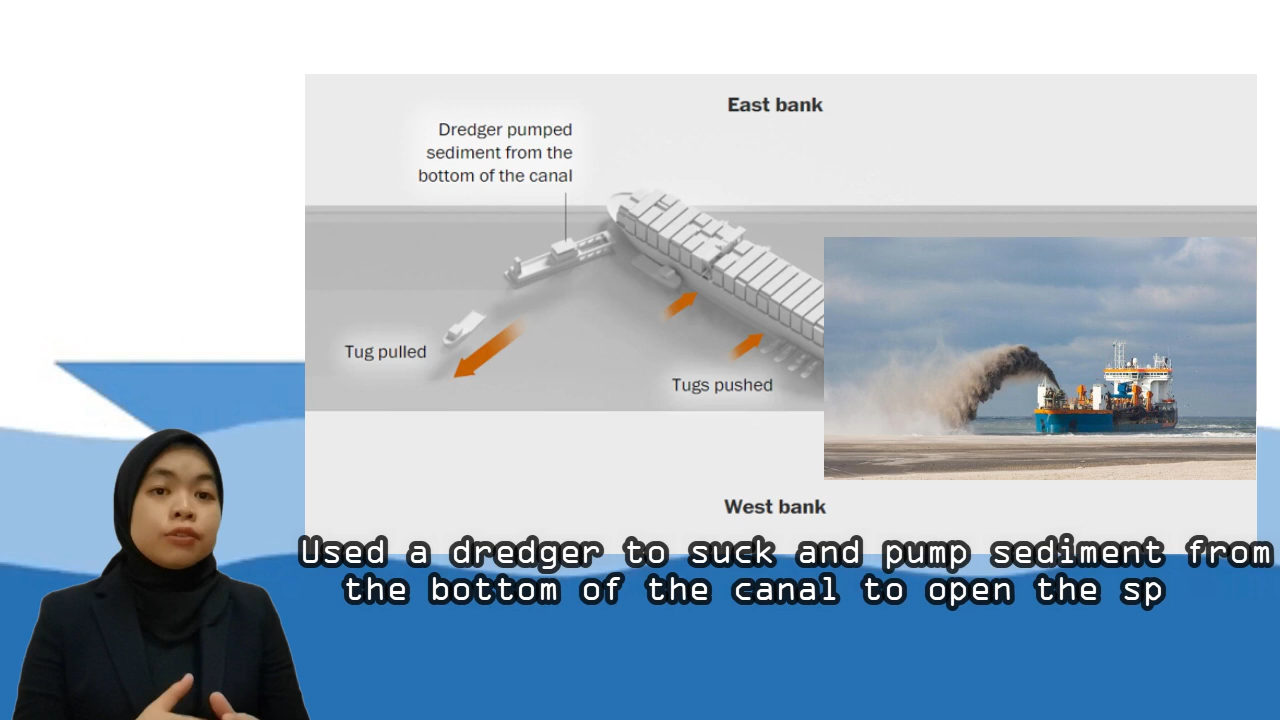 East bank
Dredger pumped
sediment from the
bottom of the canal
Tug pulled
Tugs pushed
West bank
Used a dredger to suck and pump sediment from
the bottom of the canal to open the sp